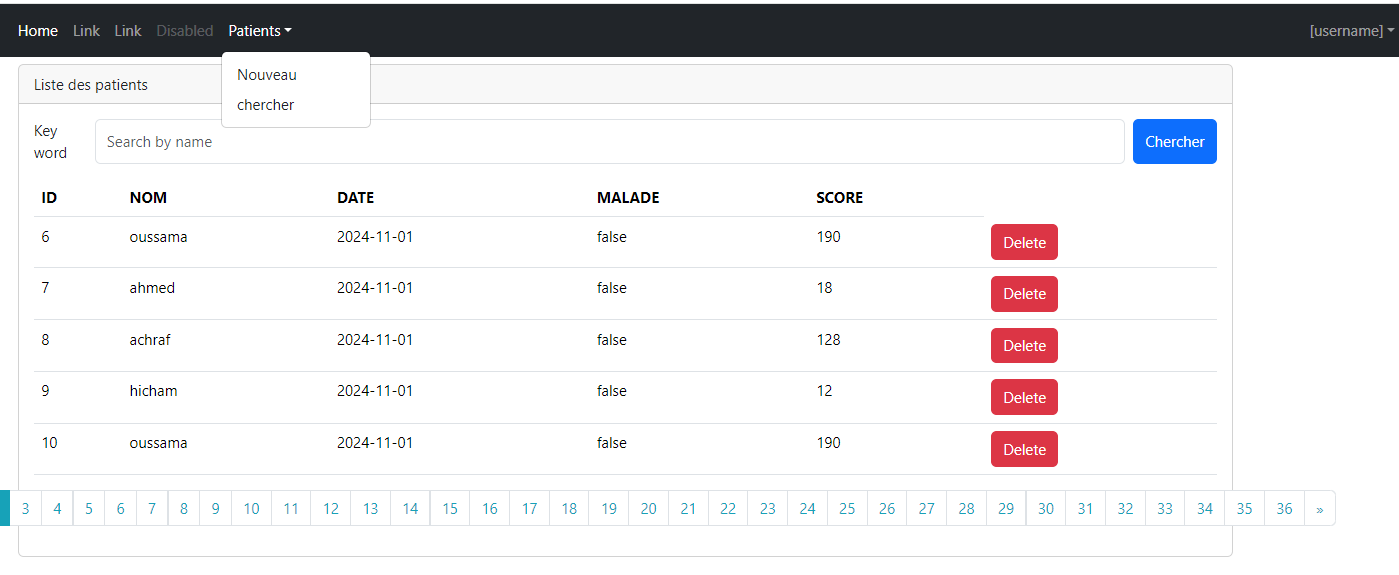 Home Link Link Disabled Patients [username]
Nouveau
chercher
Liste des patients
Key word
Search by name
Chercher
ID NOM DATE MALADE SCORE
6 oussama 2024-11-01 false 190 Delete
7 ahmed 2024-11-01 false 18 Delete
8 achraf 2024-11-01 false 128 Delete
9 hicham 2024-11-01 false 12 Delete
10 oussama 2024-11-01 false 190 Delete
3 4 5 6 7 8 9 10 11 12 13 14 15 16 17 18 19 20 21 22 23 24 25 26 27 28 29 30 31 32 33 34 35 36 »